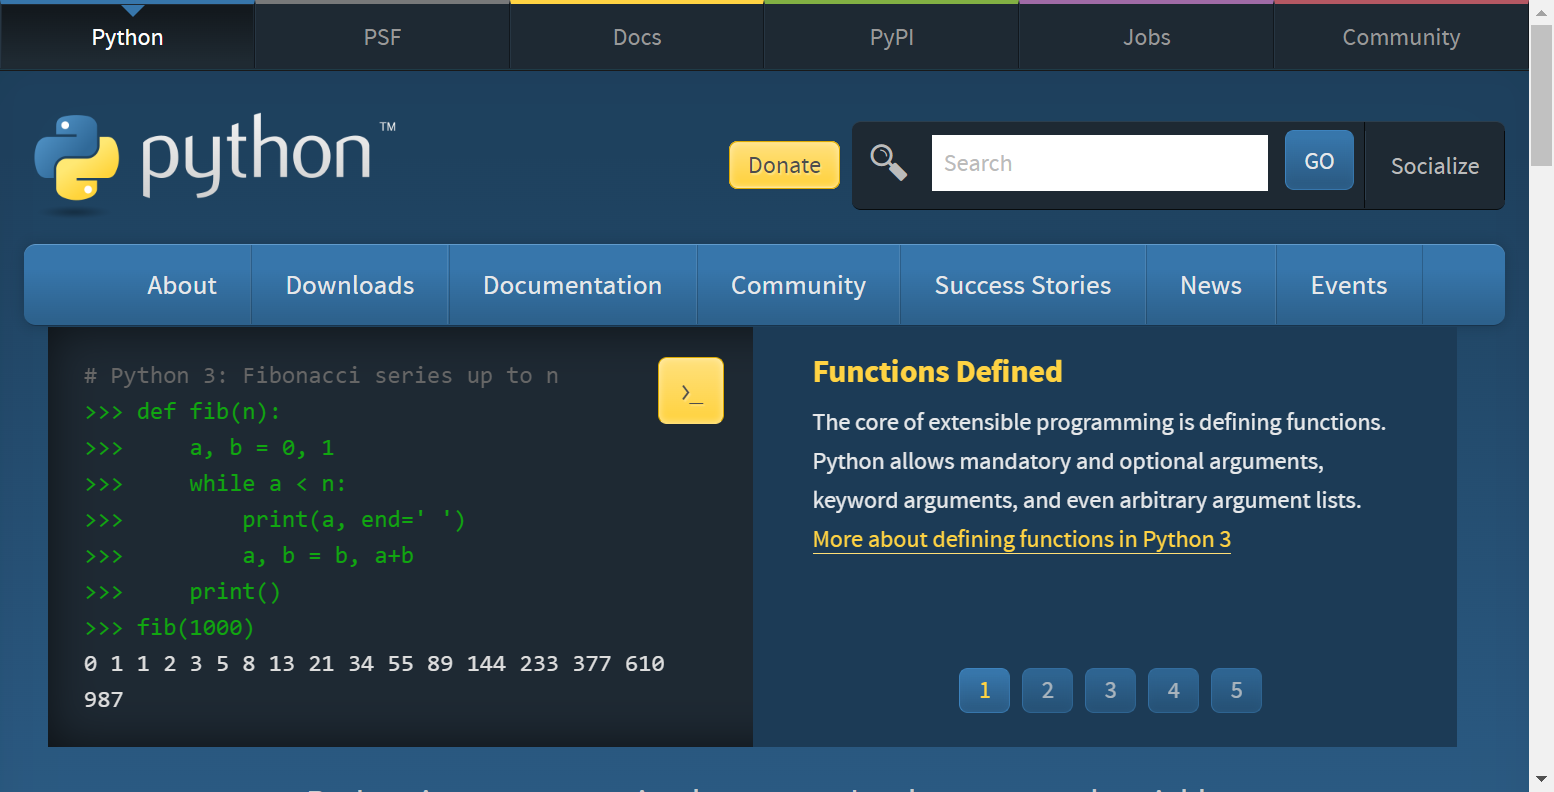 Python PSF Docs PyPI Jobs Community
python™
Donate
Search
GO
Socialize
About Downloads Documentation Community Success Stories News Events
# Python 3: Fibonacci series up to n
>>> def fib(n):
>>>     a, b = 0, 1
>>>     while a < n:
>>>         print(a, end=' ')
>>>         a, b = b, a+b
>>>     print()
>>> fib(1000)
0 1 1 2 3 5 8 13 21 34 55 89 144 233 377 610
987
>_
Functions Defined
The core of extensible programming is defining functions.
Python allows mandatory and optional arguments,
keyword arguments, and even arbitrary argument lists.
More about defining functions in Python 3
1 2 3 4 5